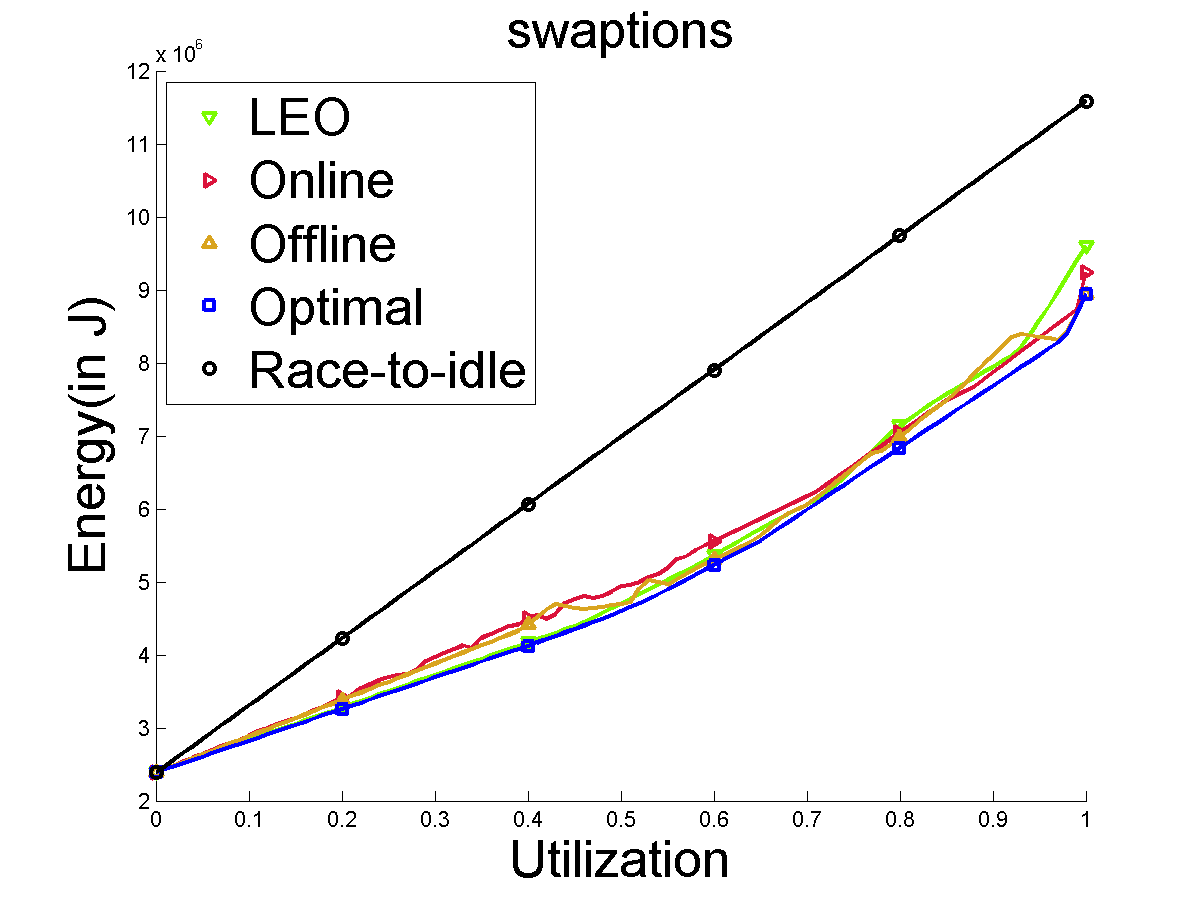 swaptions
x 10^6
12
11
10
9
8
7
6
5
4
3
2
Energy(in J)
LEO
Online
Offline
Optimal
Race-to-idle
0 0.1 0.2 0.3 0.4 0.5 0.6 0.7 0.8 0.9 1
Utilization